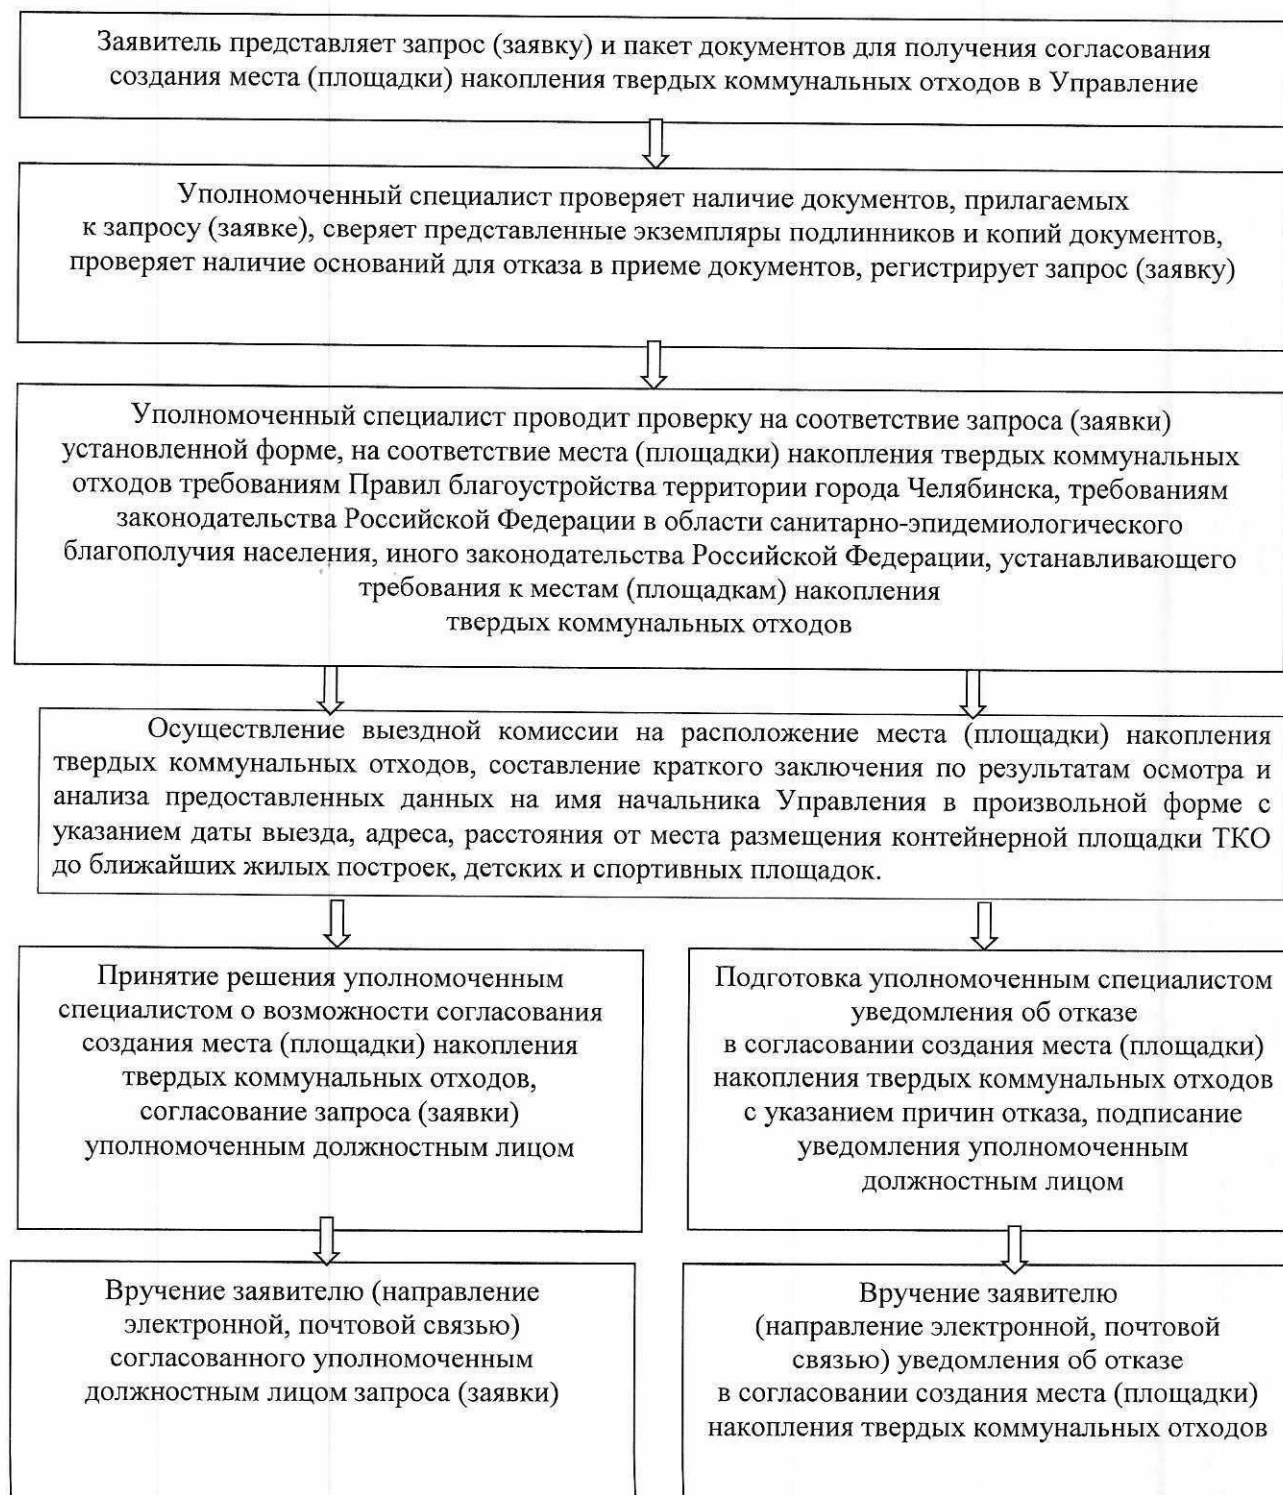 Заявитель представляет запрос (заявку) и пакет документов для получения согласования
создания места (площадки) накопления твердых коммунальных отходов в Управление
Уполномоченный специалист проверяет наличие документов, прилагаемых
к запросу (заявке), сверяет представленные экземпляры подлинников и копий документов,
проверяет наличие оснований для отказа в приеме документов, регистрирует запрос (заявку)
Уполномоченный специалист проводит проверку на соответствие запроса (заявки)
установленной форме, на соответствие места (площадки) накопления твердых коммунальных
отходов требованиям Правил благоустройства территории города Челябинска, требованиям
законодательства Российской Федерации в области санитарно-эпидемиологического
благополучия населения, иного законодательства Российской Федерации, устанавливающего
требования к местам (площадкам) накопления
твердых коммунальных отходов
Осуществление выездной комиссии на расположение места (площадки) накопления
твердых коммунальных отходов, составление краткого заключения по результатам осмотра и
анализа предоставленных данных на имя начальника Управления в произвольной форме с
указанием даты выезда, адреса, расстояния от места размещения контейнерной площадки ТКО
до ближайших жилых построек, детских и спортивных площадок.
Принятие решения уполномоченным
специалистом о возможности согласования
создания места (площадки) накопления
твердых коммунальных отходов,
согласование запроса (заявки)
уполномоченным должностным лицом
Подготовка уполномоченным специалистом
уведомления об отказе
в согласовании создания места (площадки)
накопления твердых коммунальных отходов
с указанием причин отказа, подписание
уведомления уполномоченным
должностным лицом
Вручение заявителю (направление
электронной, почтовой связью)
согласованного уполномоченным
должностным лицом запроса (заявки)
Вручение заявителю
(направление электронной, почтовой
связью) уведомления об отказе
в согласовании создания места (площадки)
накопления твердых коммунальных отходов